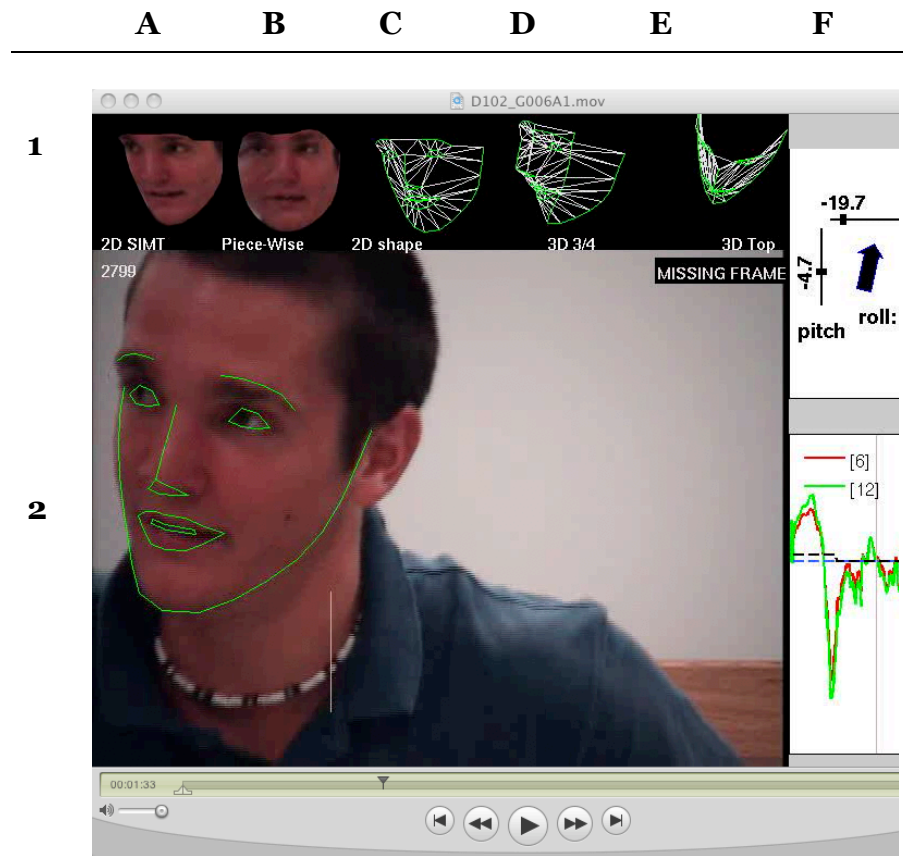 A B C D E F
D102_G006A1.mov
1
-19.7
2D SIMT Piece-Wise 2D shape 3D 3/4 3D Top
2799 MISSING FRAME
-4.7
roll:
pitch
[6]
[12]
2
00:01:33